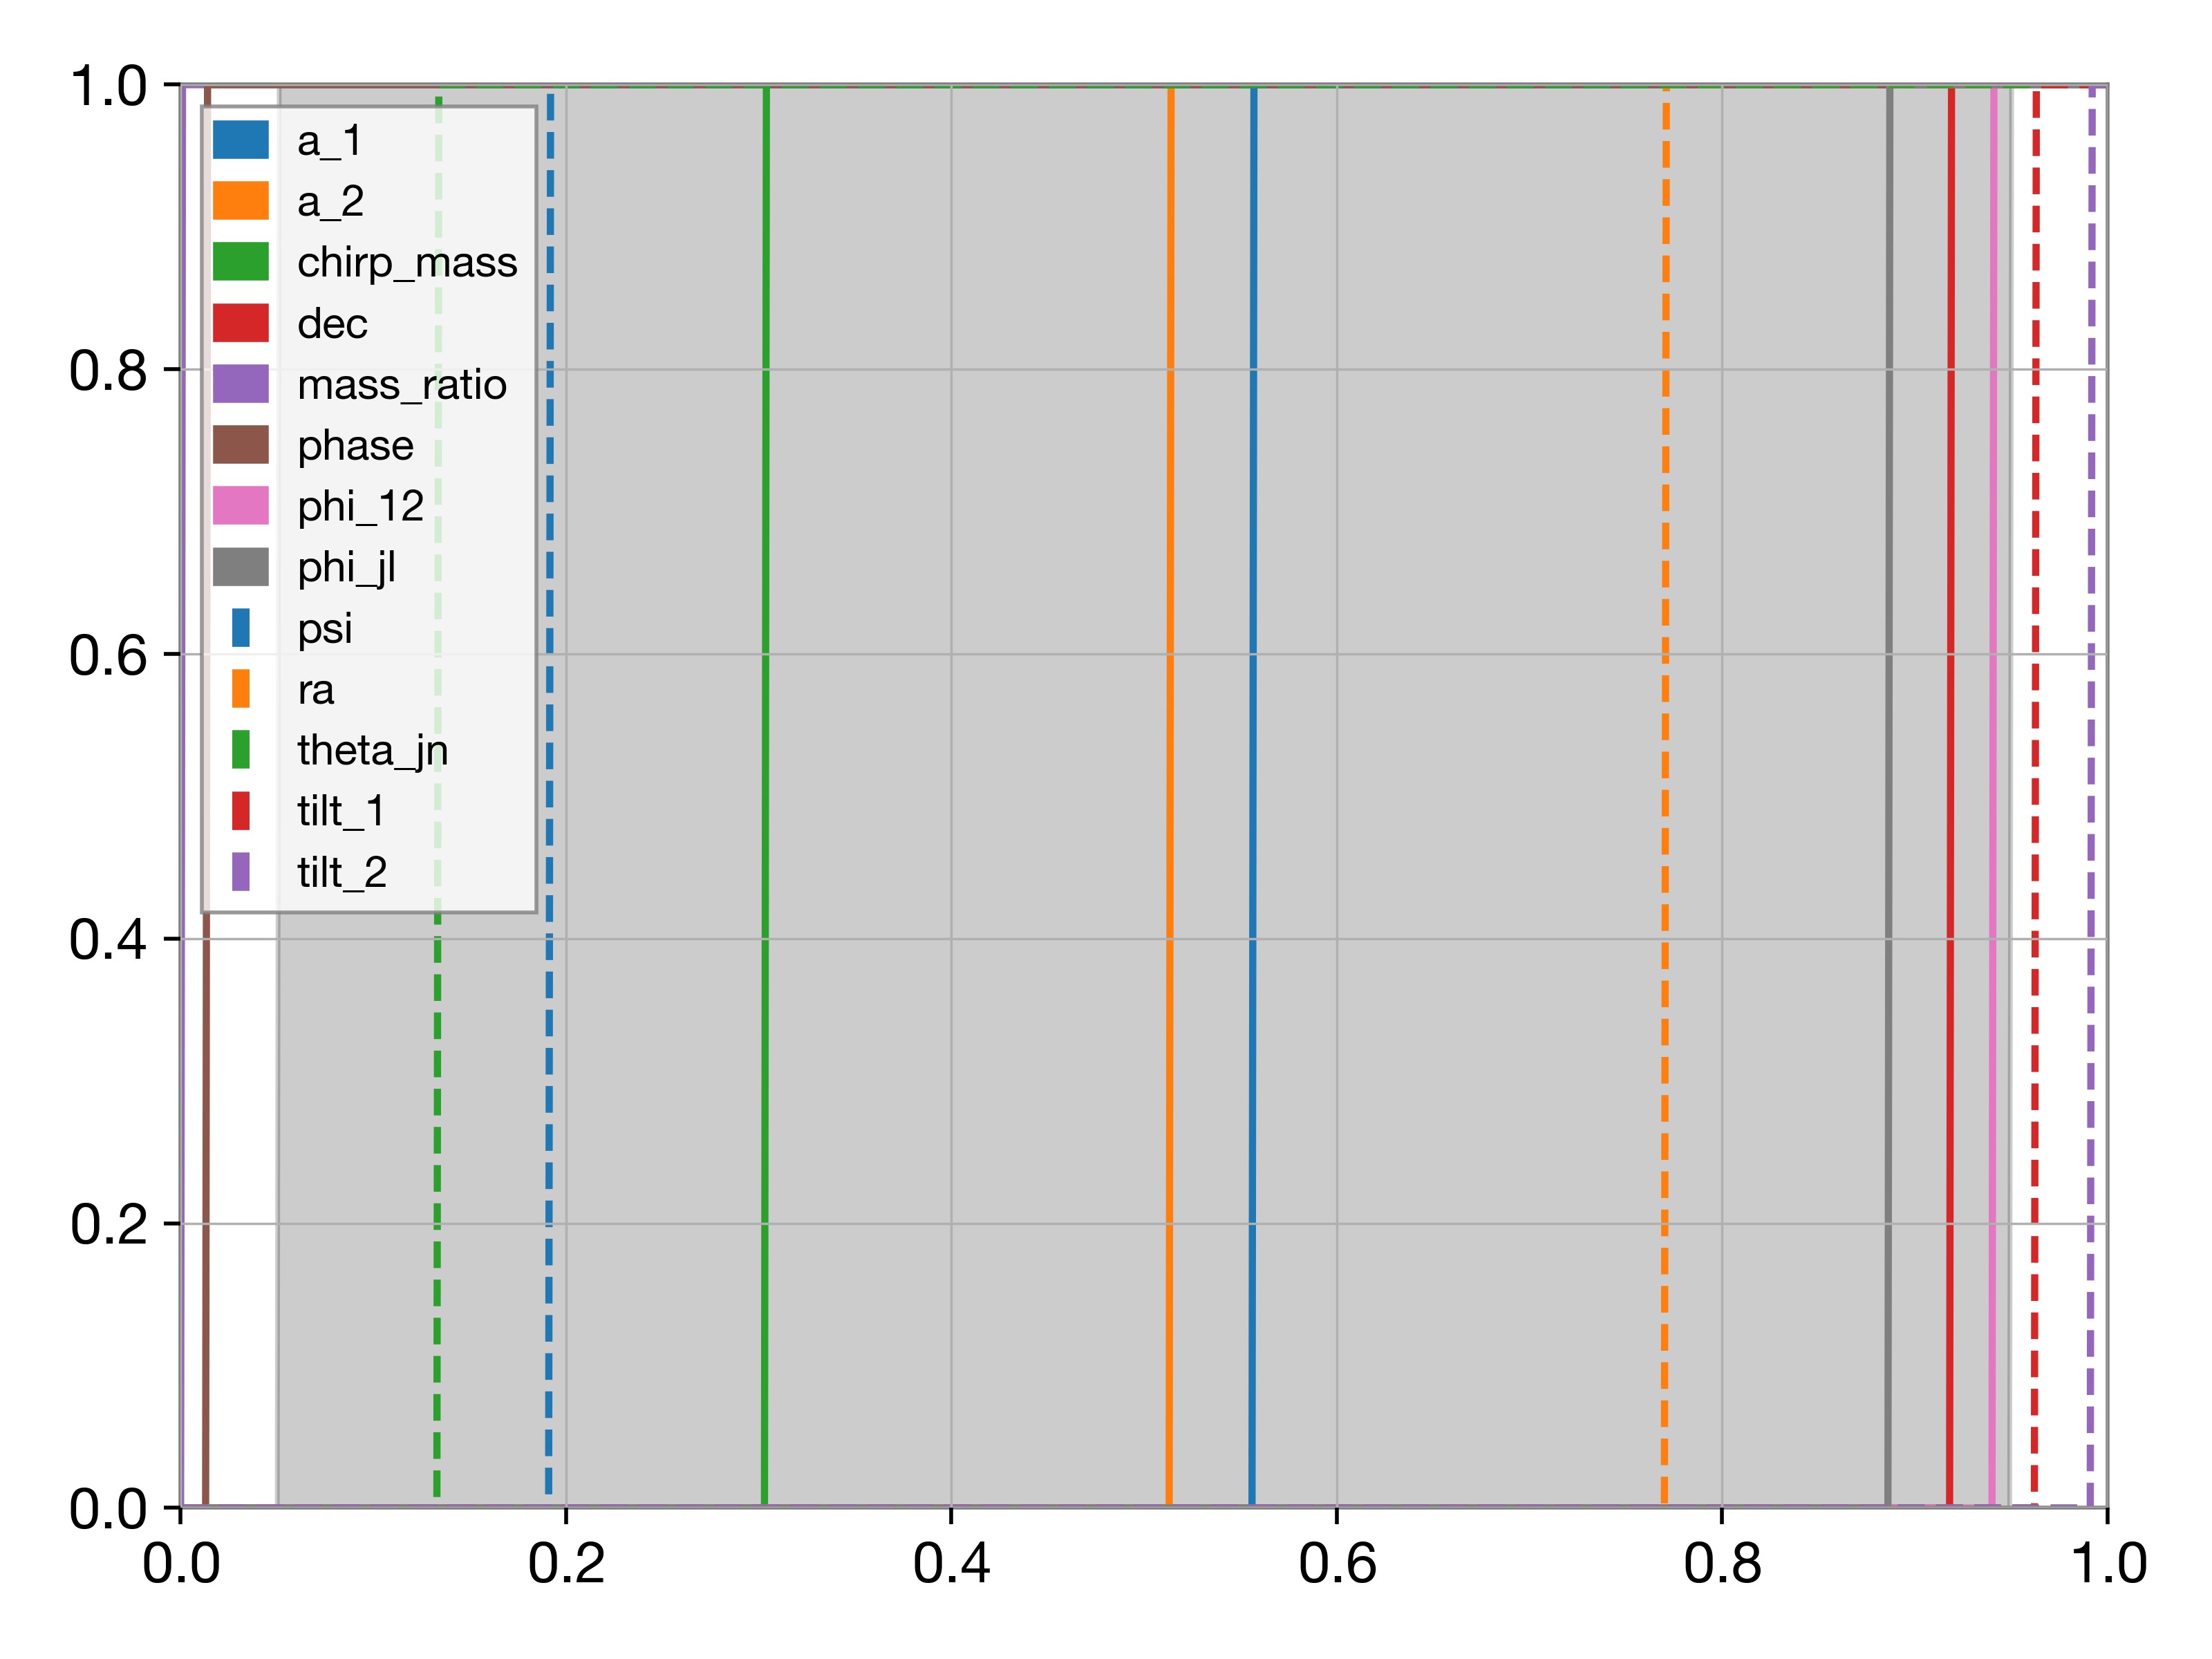 1.0
0.8
0.6
0.4
0.2
0.0
a_1
a_2
chirp_mass
dec
mass_ratio
phase
phi_12
phi_jl
psi
ra
theta_jn
tilt_1
tilt_2
0.0 0.2 0.4 0.6 0.8 1.0